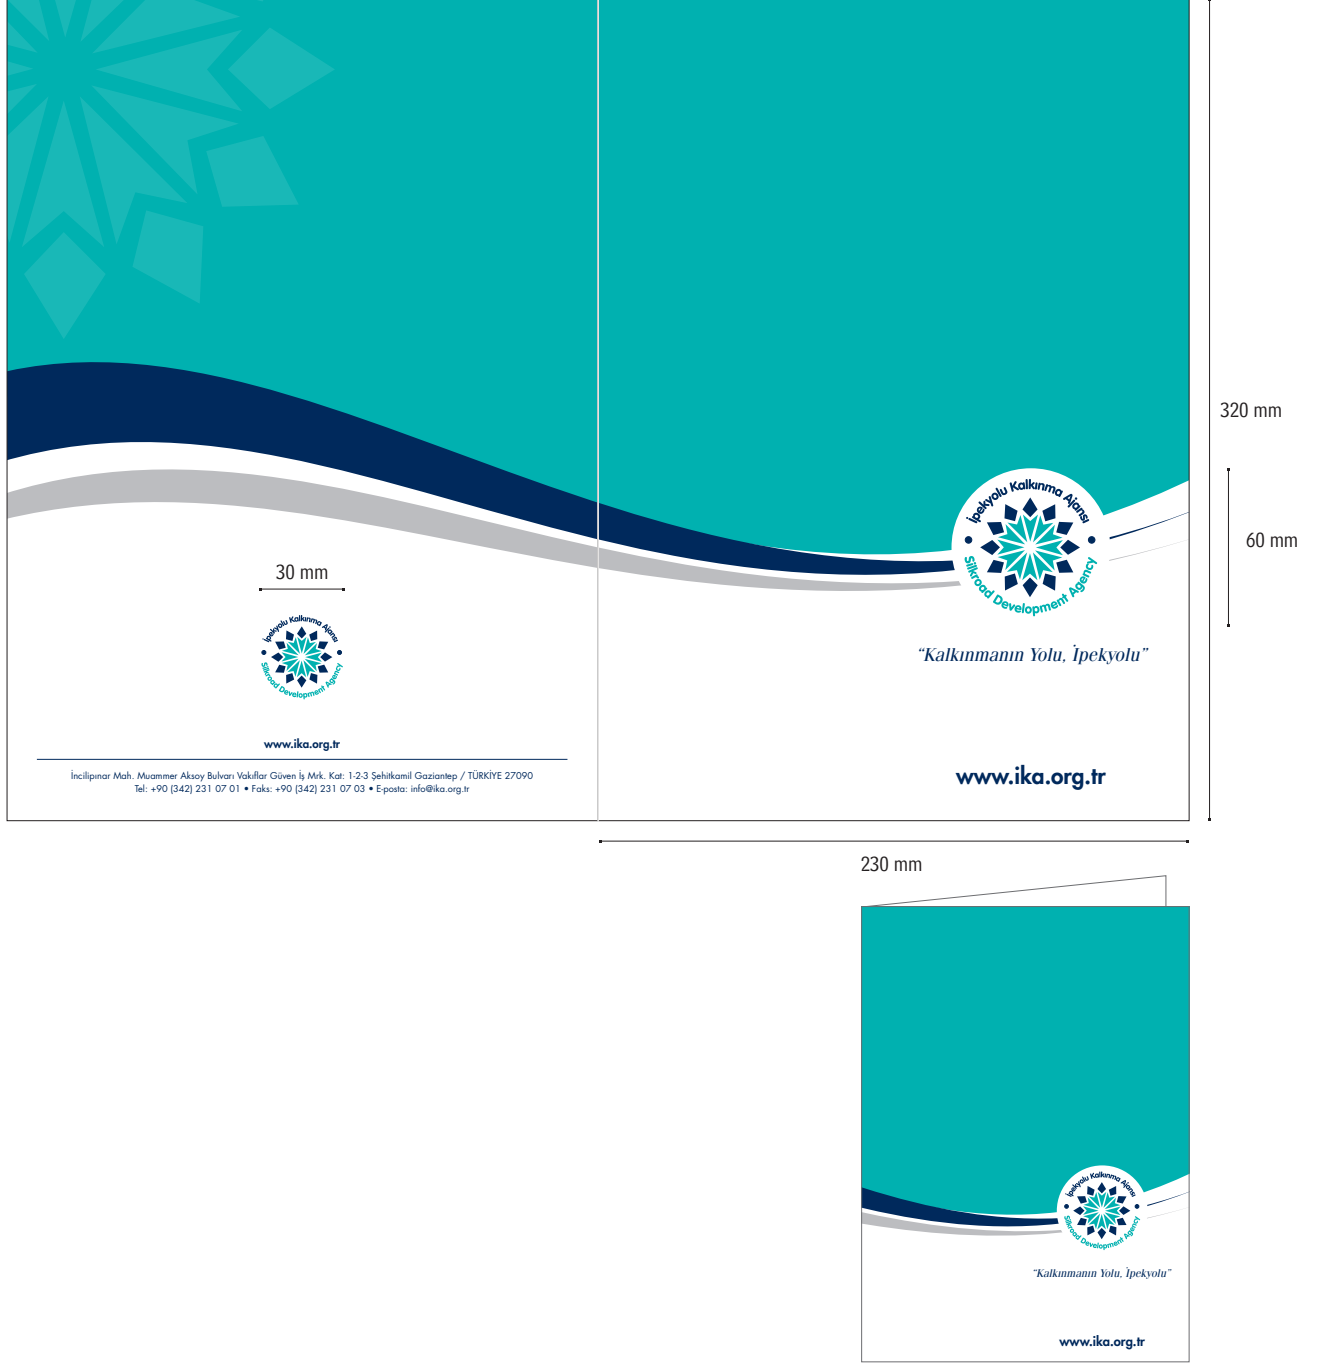 320 mm
60 mm
İpekyolu Kalkınma Ajansı
Silkroad Development Agency
30 mm
İpekyolu Kalkınma Ajansı
Silkroad Development Agency
“Kalkınmanın Yolu, İpekyolu”
www.ika.org.tr
İncilipınar Mah. Muammer Aksoy Bulvarı Vakıflar Güven İş Mrk. Kat: 1-2-3 Şehitkamil Gaziantep / TÜRKİYE 27090
Tel: +90 (342) 231 07 01 • Faks: +90 (342) 231 07 03 • E-posta: info@ika.org.tr
www.ika.org.tr
230 mm
İpekyolu Kalkınma Ajansı
Silkroad Development Agency
“Kalkınmanın Yolu, İpekyolu”
www.ika.org.tr